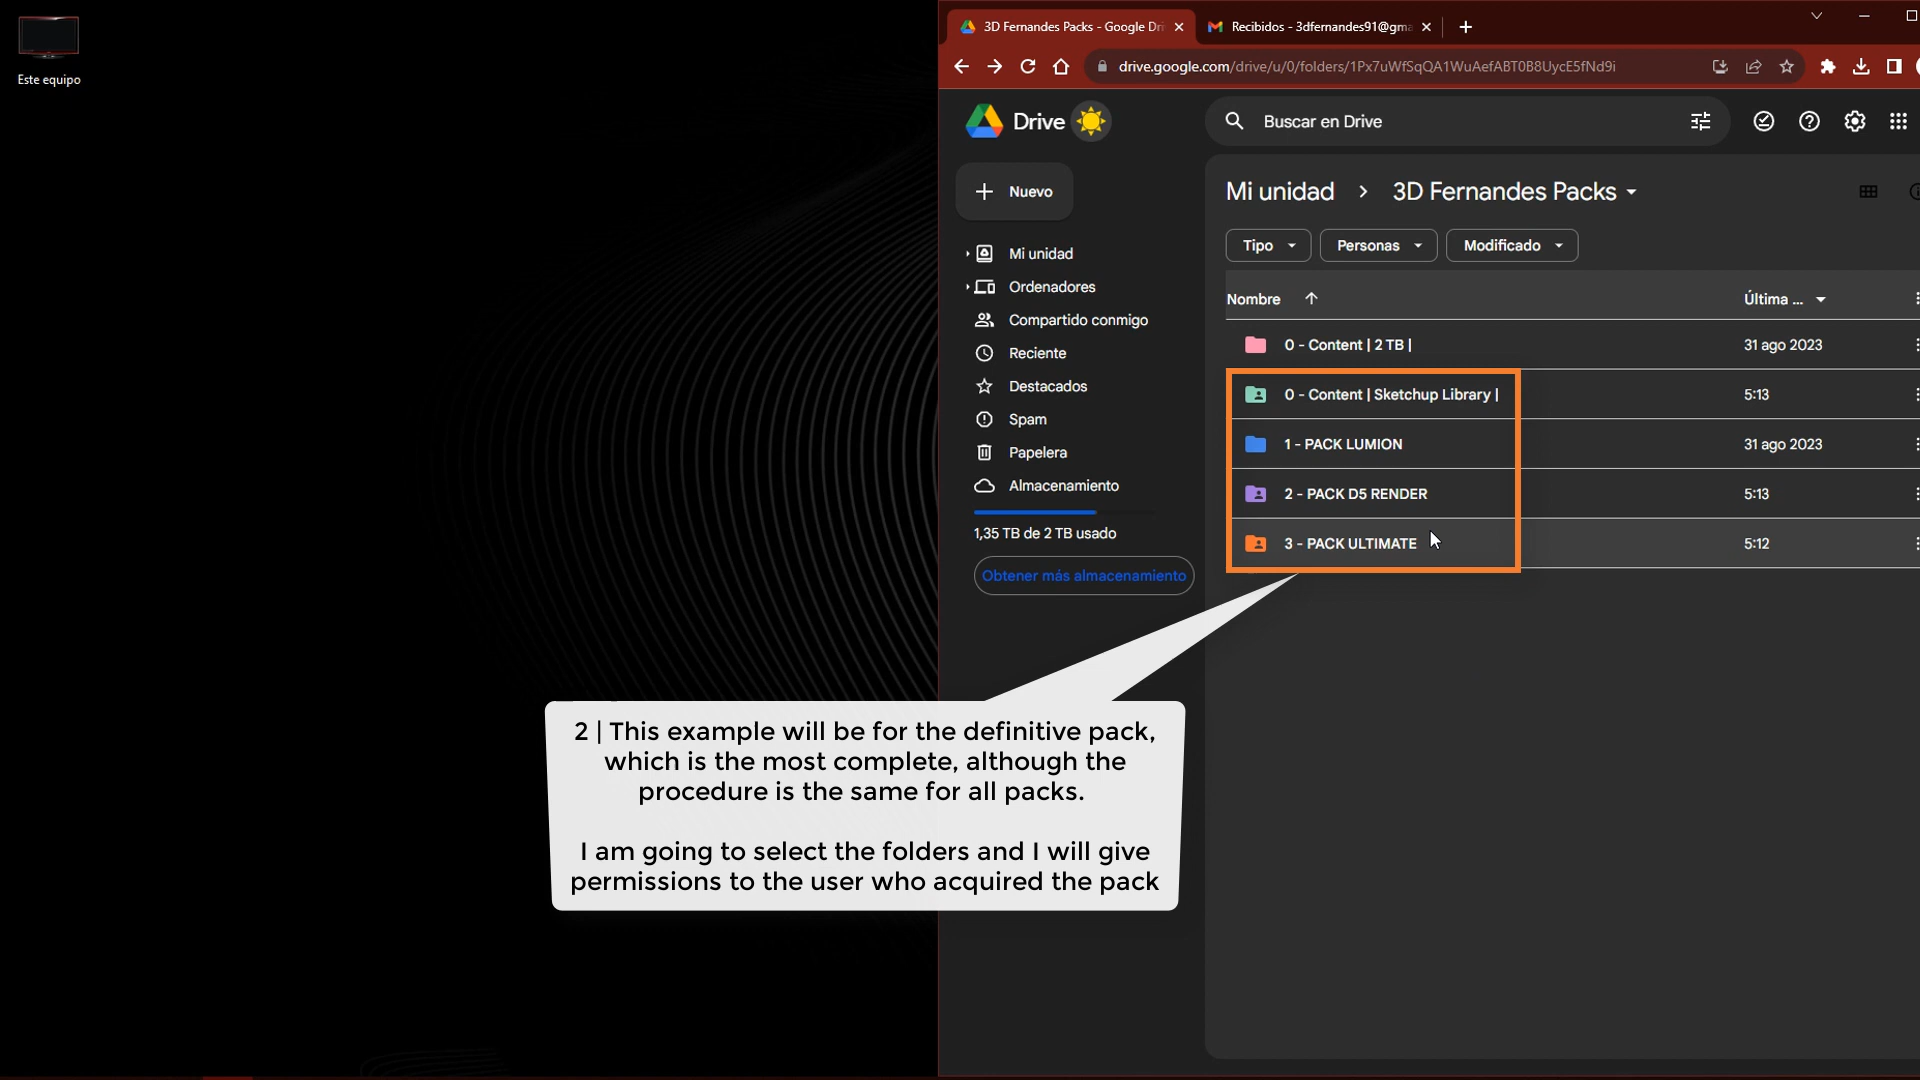 Este equipo
3D Fernandes Packs - Google Dri
Recibidos - 3dfernandes91@gma
drive.google.com/drive/u/0/folders/1Px7uWfSqQA1WuAefABT0B8UycE5fNd9i
Drive
Buscar en Drive
Nuevo
Mi unidad
3D Fernandes Packs
Tipo
Personas
Modificado
Mi unidad
Ordenadores
Compartido conmigo
Reciente
Destacados
Spam
Papelera
Almacenamiento
1,35 TB de 2 TB usado
Obtener más almacenamiento
Nombre
Última ...
0 - Content | 2 TB |
31 ago 2023
0 - Content | Sketchup Library |
5:13
1 - PACK LUMION
31 ago 2023
2 - PACK D5 RENDER
5:13
3 - PACK ULTIMATE
5:12
2 | This example will be for the definitive pack,
which is the most complete, although the
procedure is the same for all packs.
I am going to select the folders and I will give
permissions to the user who acquired the pack